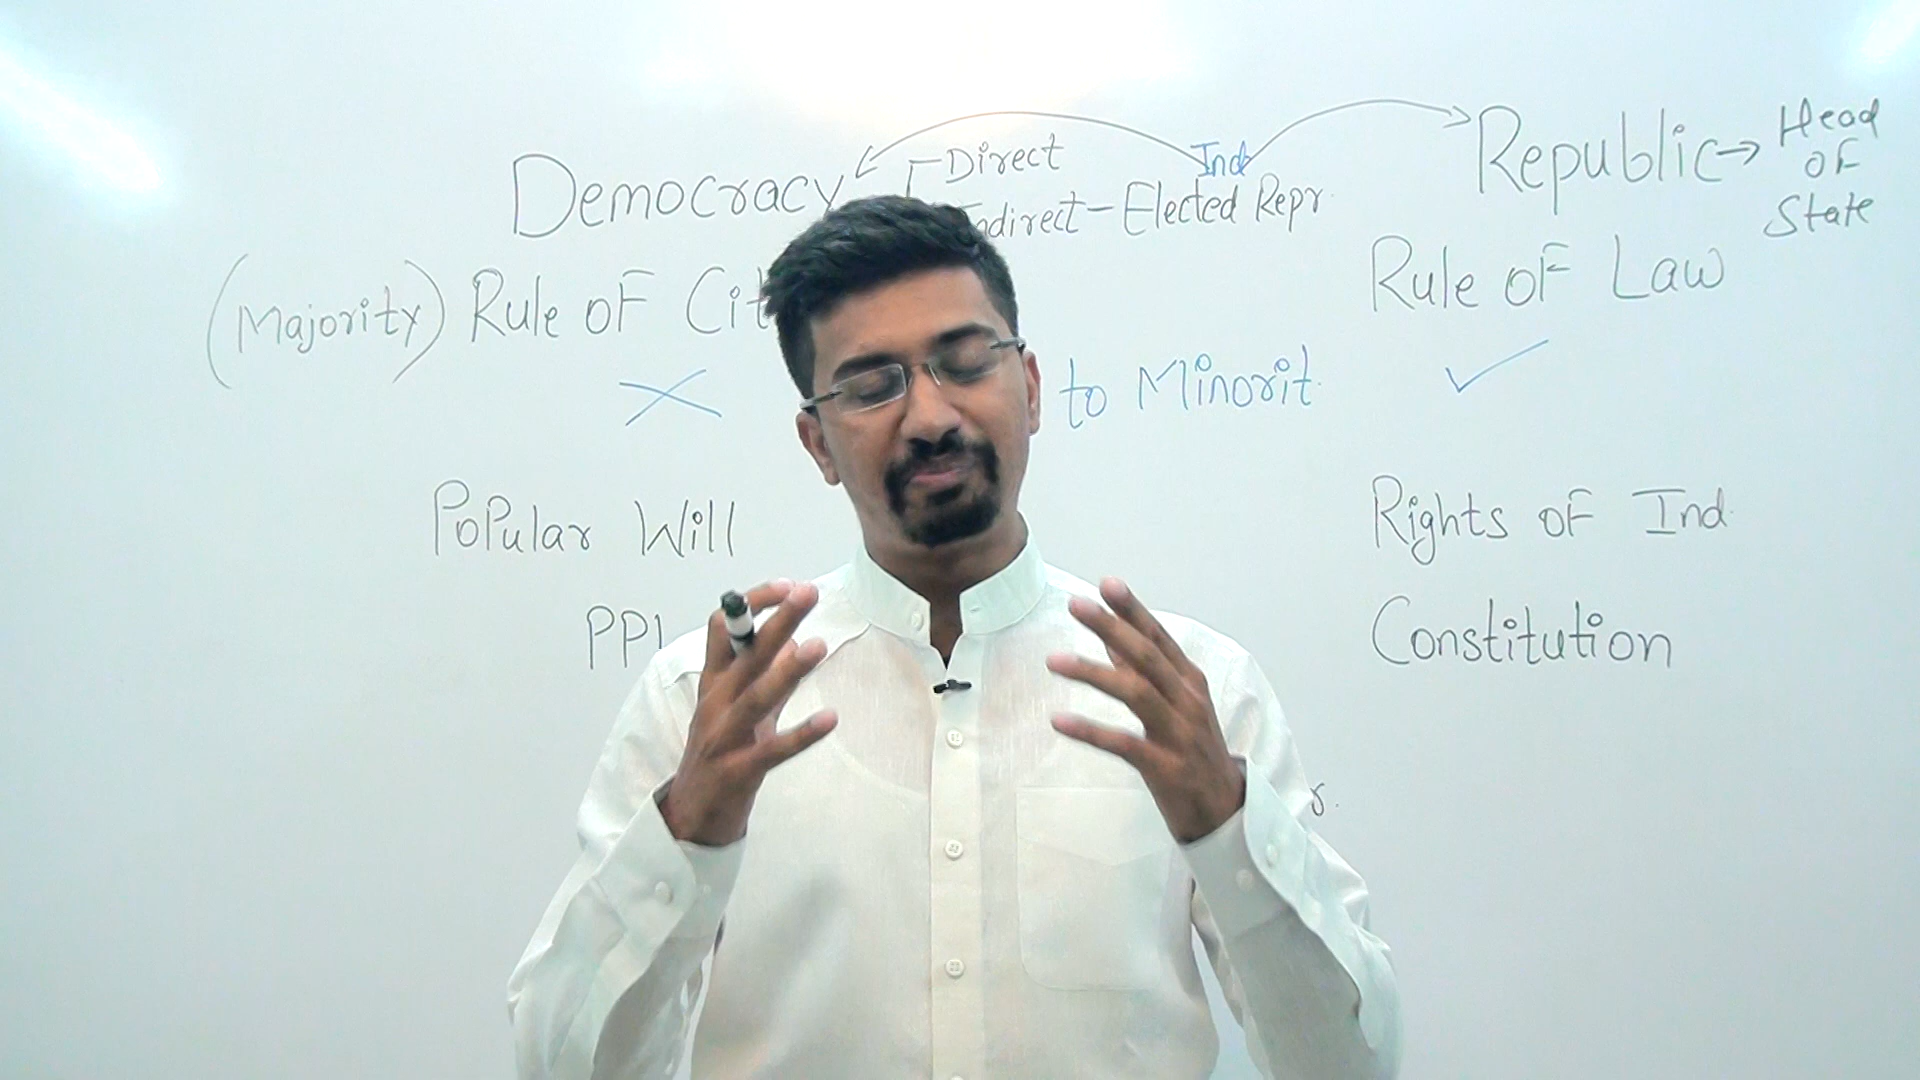 Democracy
Direct
Indirect - Elected Repr.
Ind
Republic → Head
of
State
(Majority) Rule of Cit
Rule of Law
to Minorit.
Popular Will
Rights of Ind.
PPl
Constitution
r.